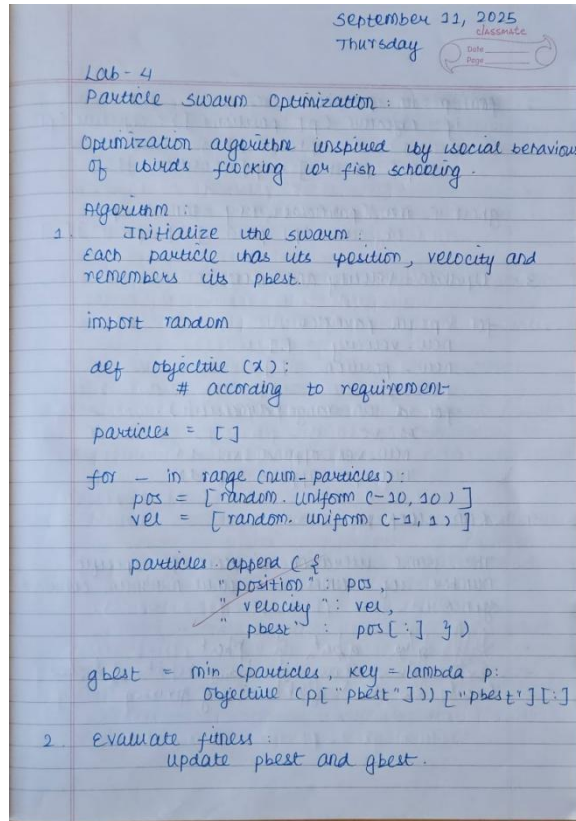 September 11, 2025
Thursday
classmate
Date
Page
Lab - 4
Particle swarm Optimization :
Optimization algorithm inspired by social behaviour
of birds flocking or fish schooling.
Algorithm :
1. Initialize the swarm :
Each particle has its position, velocity and
remembers its pbest.
import random
def objective (x) :
# according to requirement
particles = []
for _ in range (num_particles) :
pos = [random. uniform (-10, 10)]
vel = [random. uniform (-1, 1)]
particles. append ( {
"position" : pos,
"velocity" : vel,
"pbest" : pos[:] } )
gbest = min (particles, key = lambda p:
objective (p["pbest"])) ["pbest"][:]
2. Evaluate fitness :
update pbest and gbest.